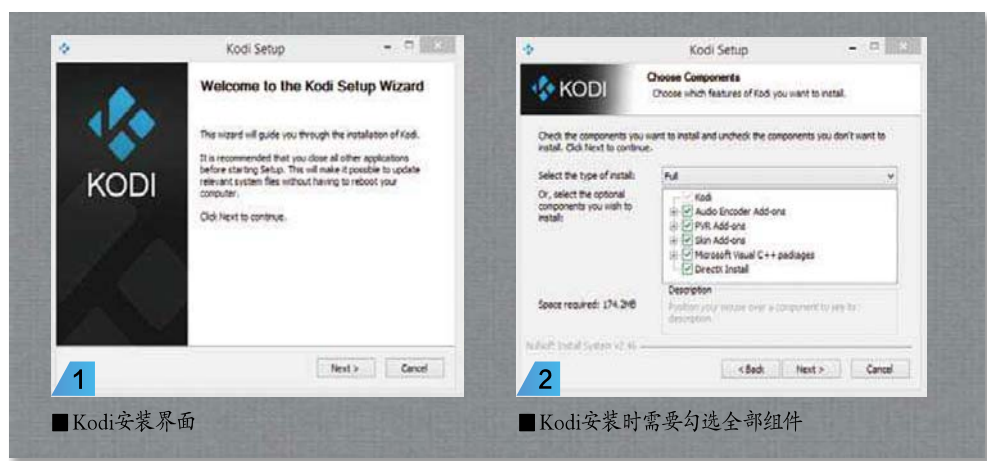 Kodi Setup
Welcome to the Kodi Setup Wizard
This wizard will guide you through the installation of Kodi.
It is recommended that you close all other applications
before starting Setup. This will make it possible to update
relevant system files without having to reboot your
computer.
Click Next to continue.
KODI
Next >
Cancel
1
■Kodi安装界面
Kodi Setup
KODI
Choose Components
Choose which features of Kodi you want to install.
Check the components you want to install and uncheck the components you don't want to
install. Click Next to continue.
Select the type of install:
Full
Or, select the optional
components you wish to
install:
Kodi
Audio Encoder Add-ons
PVR Add-ons
Skin Add-ons
Microsoft Visual C++ packages
DirectX Install
Space required: 174.2MB
Description
Position your mouse over a component to see its
description.
Nullsoft Install System v2.46
< Back
Next >
Cancel
2
■Kodi安装时需要勾选全部组件